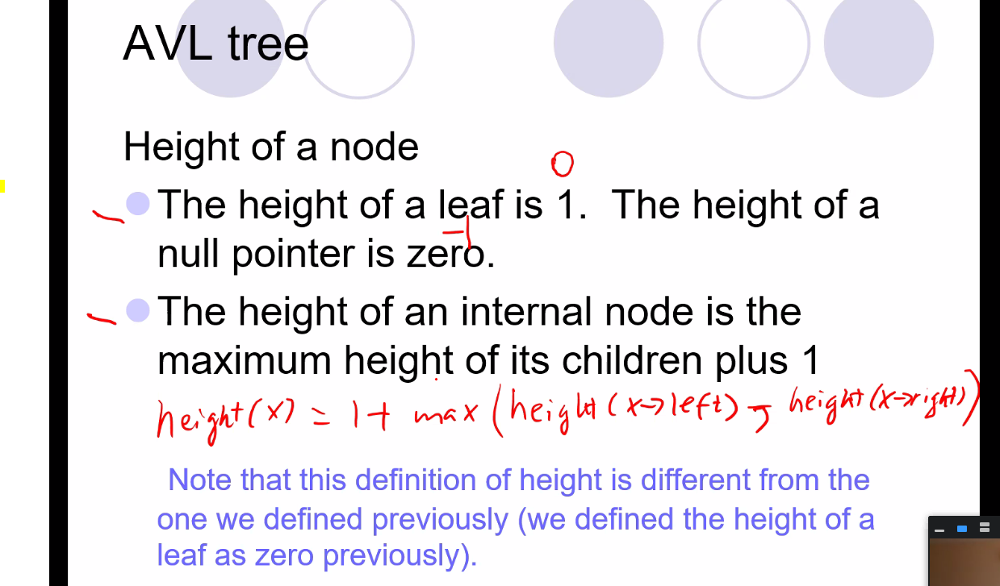 AVL tree
Height of a node
0
The height of a leaf is 1. The height of a
-1
null pointer is zero.
The height of an internal node is the
maximum height of its children plus 1
height(x) = 1+ max (height (x->left), height(x->right))
Note that this definition of height is different from the
one we defined previously (we defined the height of a
leaf as zero previously).